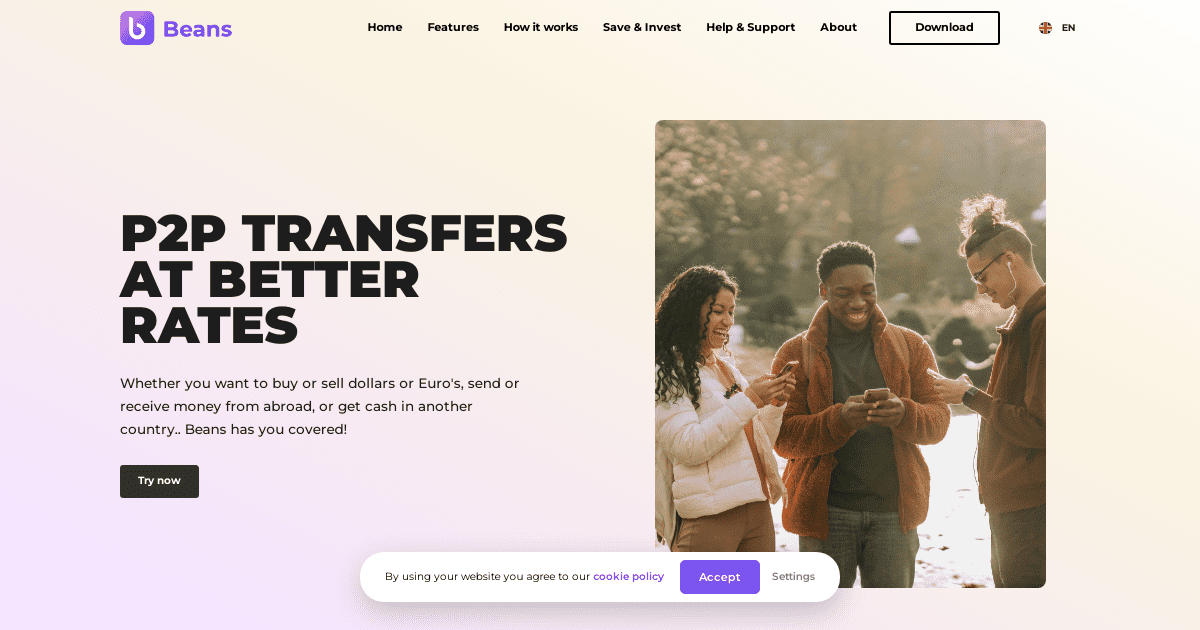 b Beans
Home Features How it works Save & Invest Help & Support About Download EN
P2P TRANSFERS
AT BETTER
RATES
Whether you want to buy or sell dollars or Euro's, send or
receive money from abroad, or get cash in another
country.. Beans has you covered!
Try now
By using your website you agree to our cookie policy Accept Settings